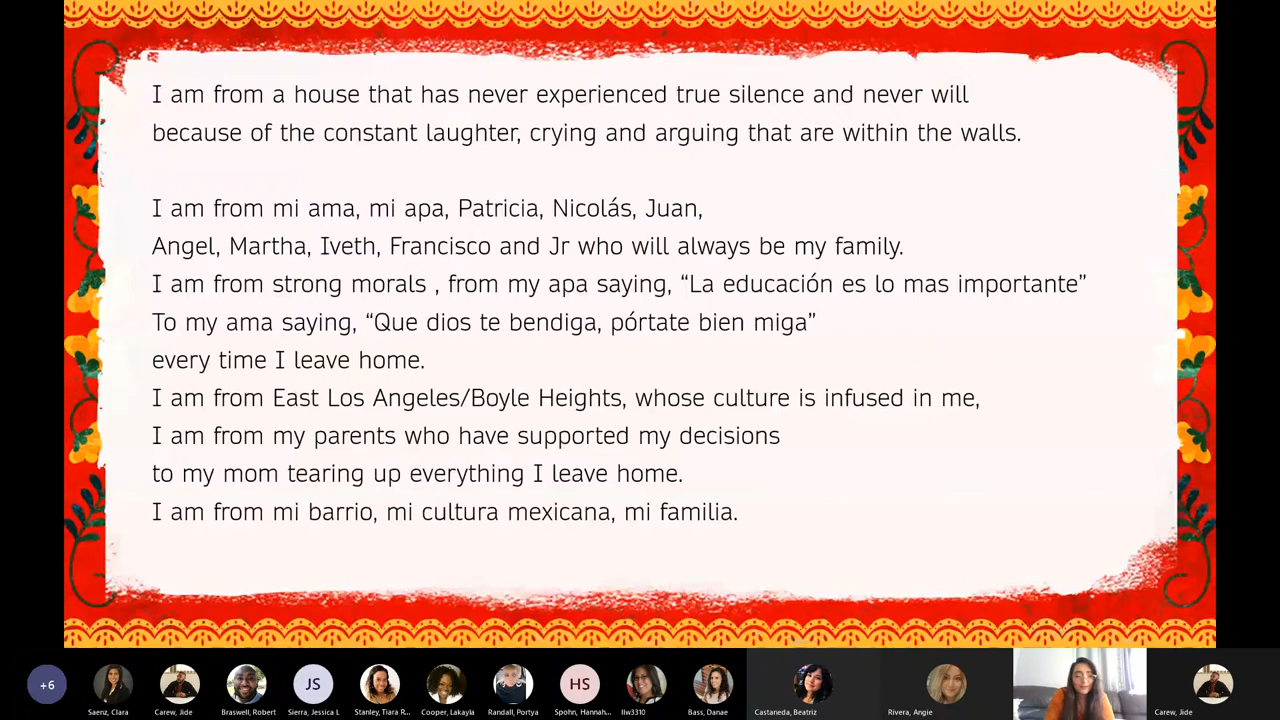 I am from a house that has never experienced true silence and never will
because of the constant laughter, crying and arguing that are within the walls.
I am from mi ama, mi apa, Patricia, Nicolás, Juan,
Angel, Martha, Iveth, Francisco and Jr who will always be my family.
I am from strong morals , from my apa saying, “La educación es lo mas importante”
To my ama saying, “Que dios te bendiga, pórtate bien miga”
every time I leave home.
I am from East Los Angeles/Boyle Heights, whose culture is infused in me,
I am from my parents who have supported my decisions
to my mom tearing up everything I leave home.
I am from mi barrio, mi cultura mexicana, mi familia.
+6
JS
HS
Saenz, Clara
Carew, Jide
Braswell, Robert
Sierra, Jessica L
Stanley, Tiara R...
Cooper, Lakayla
Randall, Portya
Spohn, Hannah...
llw3310
Bass, Danae
Castaneda, Beatriz
Rivera, Angie
Carew, Jide